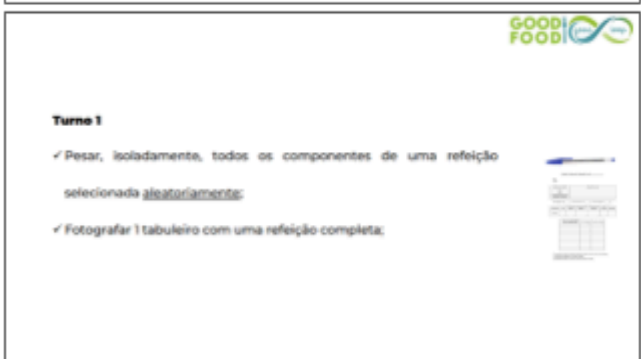 GOOD
FOOD
Turno 1
✓ Pesar, isoladamente, todos os componentes de uma refeição
selecionada aleatoriamente;
✓ Fotografar 1 tabuleiro com uma refeição completa;